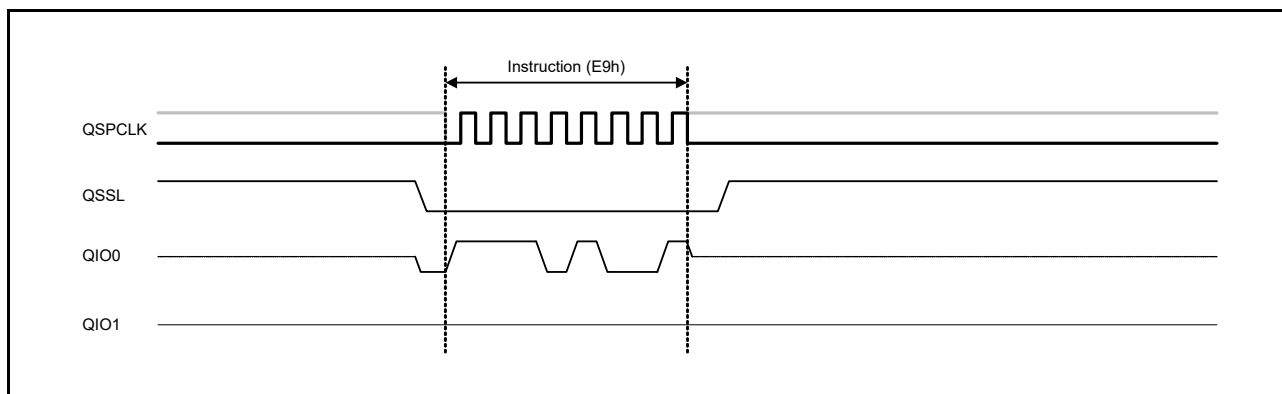 Instruction (E9h)
QSPCLK
QSSL
QIO0
QIO1